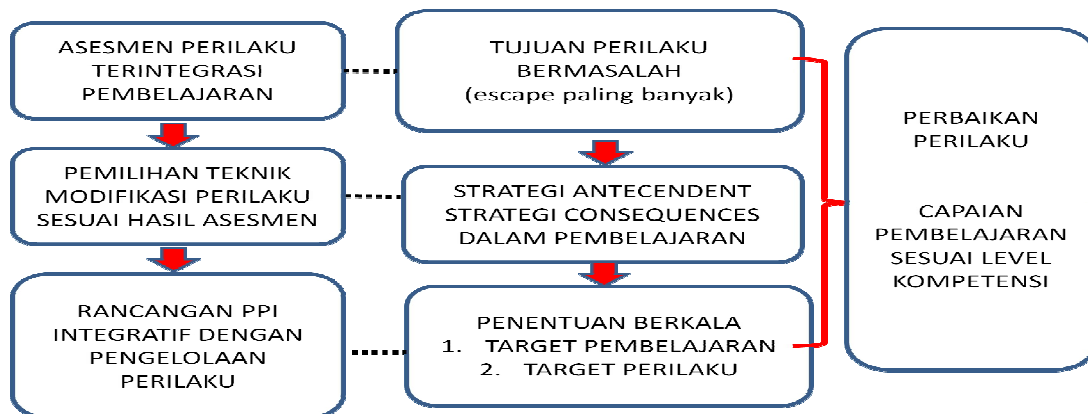 ASESMEN PERILAKU
TERINTEGRASI
PEMBELAJARAN
TUJUAN PERILAKU
BERMASALAH
(escape paling banyak)
PEMILIHAN TEKNIK
MODIFIKASI PERILAKU
SESUAI HASIL ASESMEN
STRATEGI ANTECENDENT
STRATEGI CONSEQUENCES
DALAM PEMBELAJARAN
RANCANGAN PPI
INTEGRATIF DENGAN
PENGELOLAAN
PERILAKU
PENENTUAN BERKALA
1. TARGET PEMBELAJARAN
2. TARGET PERILAKU
PERBAIKAN
PERILAKU
CAPAIAN
PEMBELAJARAN
SESUAI LEVEL
KOMPETENSI